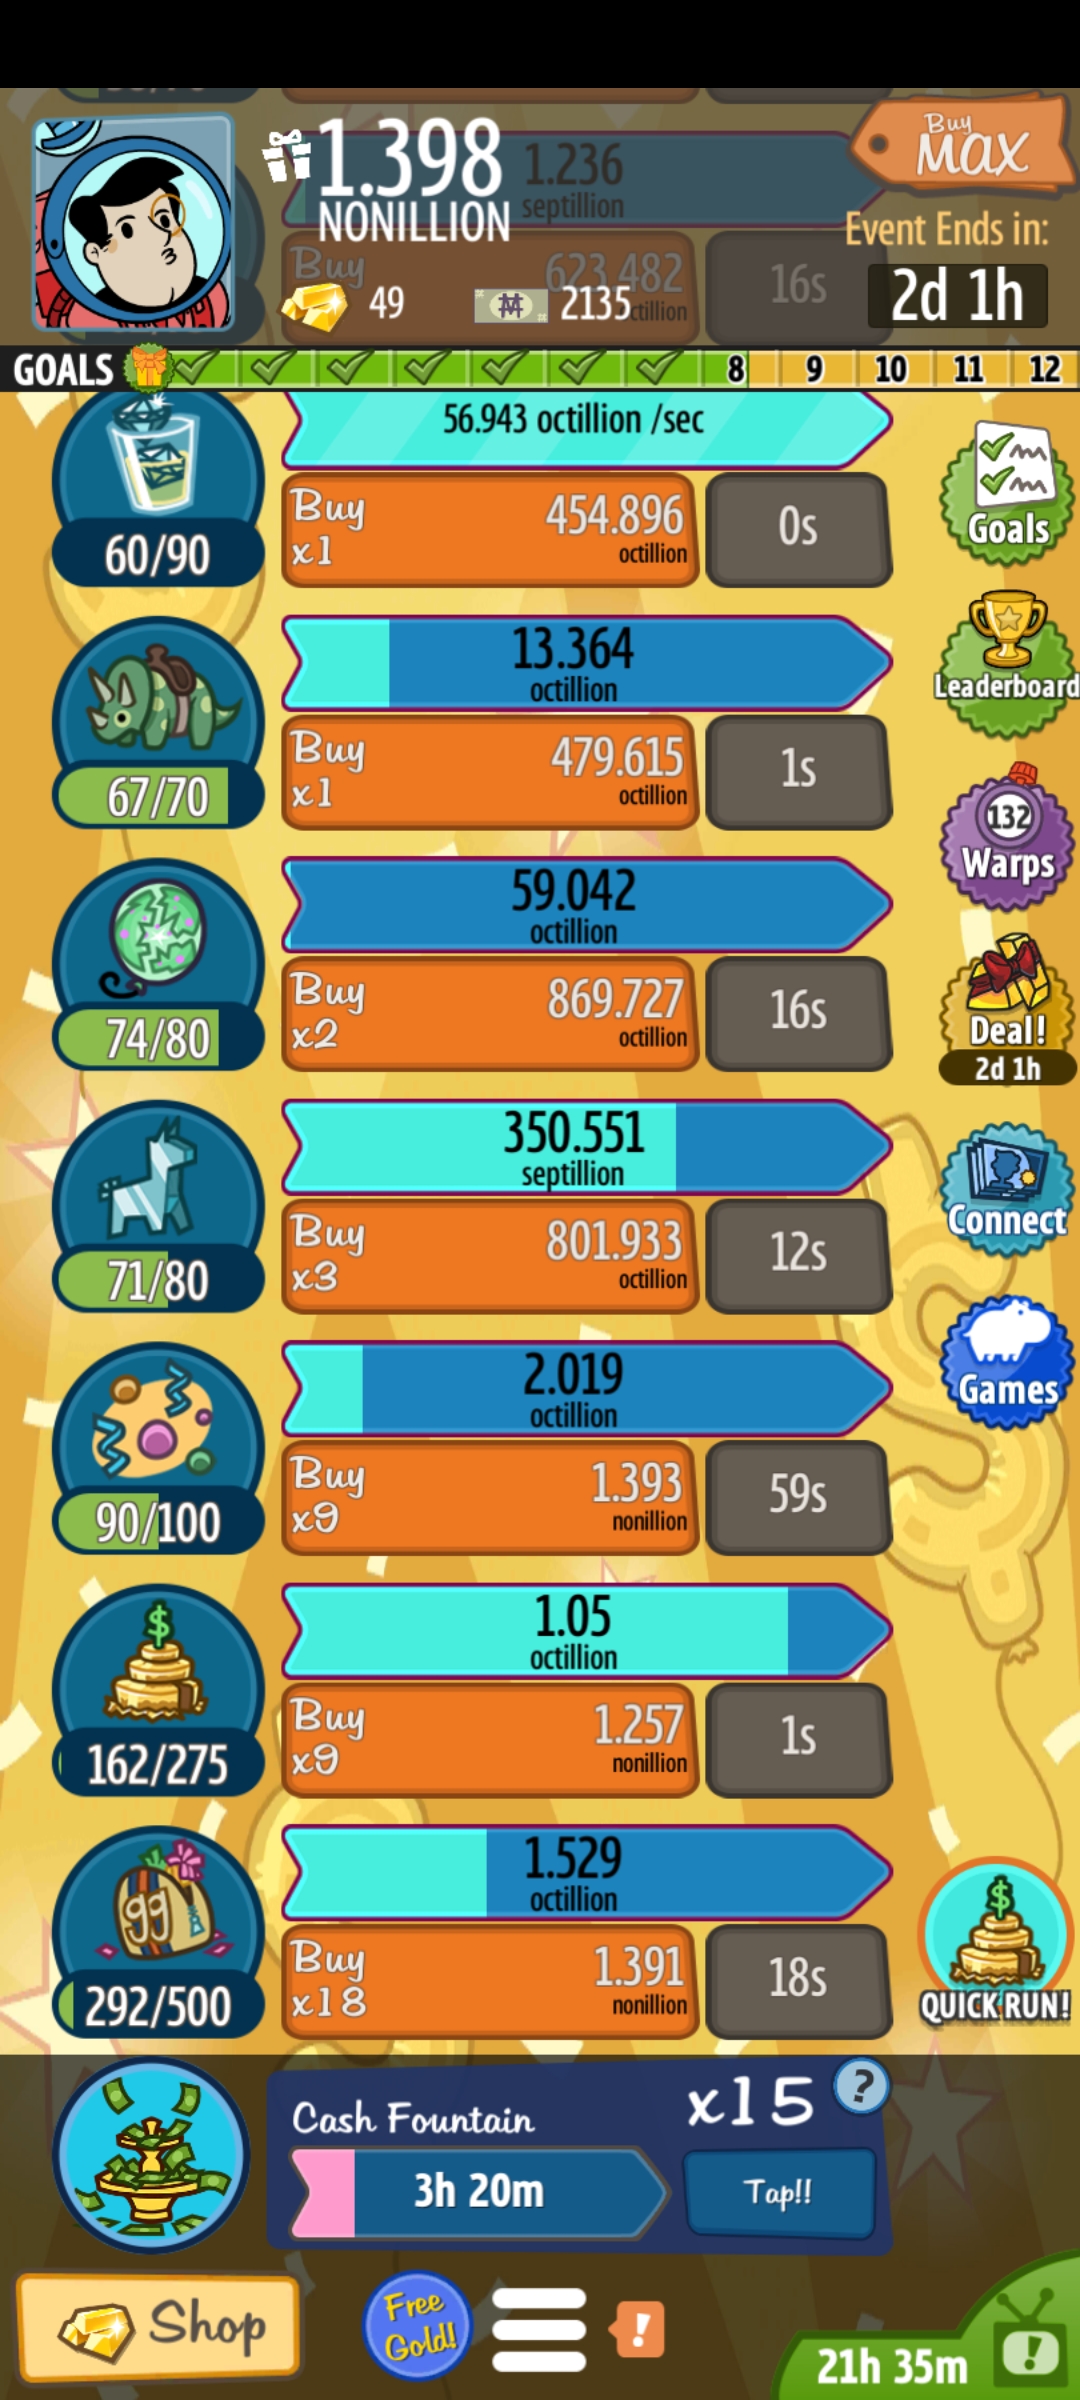 1.398
NONILLION
1.236
septillion
Buy
MAX
Event Ends in:
2d 1h
Buy
623.482
16s
49
2135
GOALS
8 9 10 11 12
56.943 octillion /sec
60/90
Buy
x1
454.896
octillion
0s
Goals
13.364
octillion
67/70
Buy
x1
479.615
octillion
1s
Leaderboard
132
Warps
59.042
octillion
74/80
Buy
x2
869.727
octillion
16s
Deal!
2d 1h
350.551
septillion
71/80
Buy
x3
801.933
octillion
12s
Connect
2.019
octillion
90/100
Buy
x9
1.393
nonillion
59s
Games
$
1.05
octillion
162/275
Buy
x9
1.257
nonillion
1s
99
1.529
octillion
292/500
Buy
x18
1.391
nonillion
18s
$
QUICK RUN!
Cash Fountain
x15
?
3h 20m
Tap!!
Shop
Free
Gold!
!
21h 35m
!